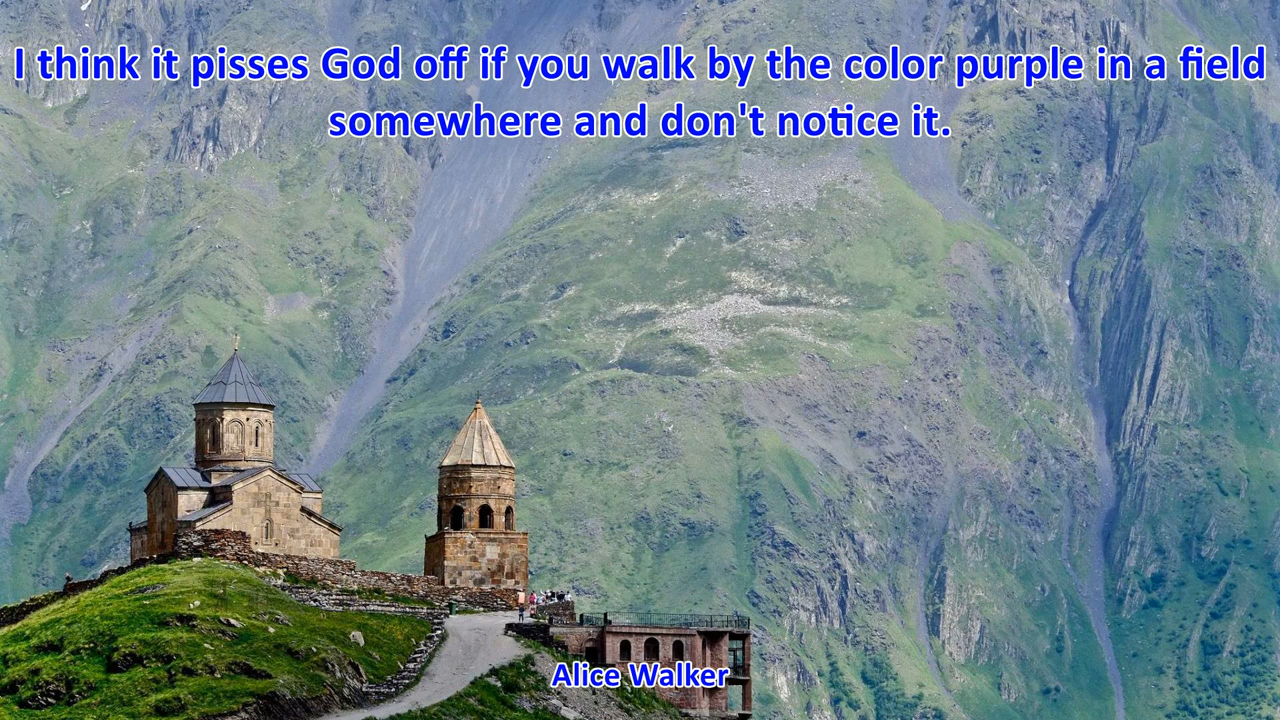 I think it pisses God off if you walk by the color purple in a field
somewhere and don't notice it.
Alice Walker